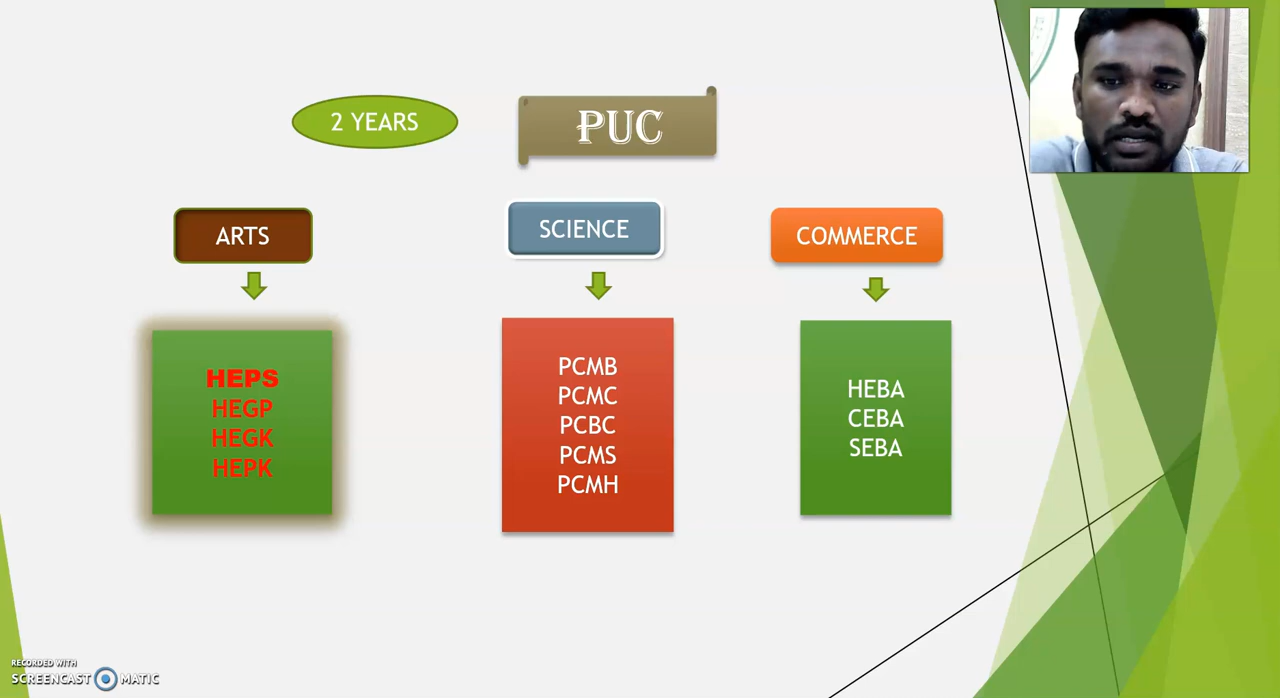 2 YEARS
PUC
ARTS
SCIENCE
COMMERCE
HEPS
HEGP
HEGK
HEPK
PCMB
PCMC
PCBC
PCMS
PCMH
HEBA
CEBA
SEBA
RECORDED WITH
SCREENCAST MATIC